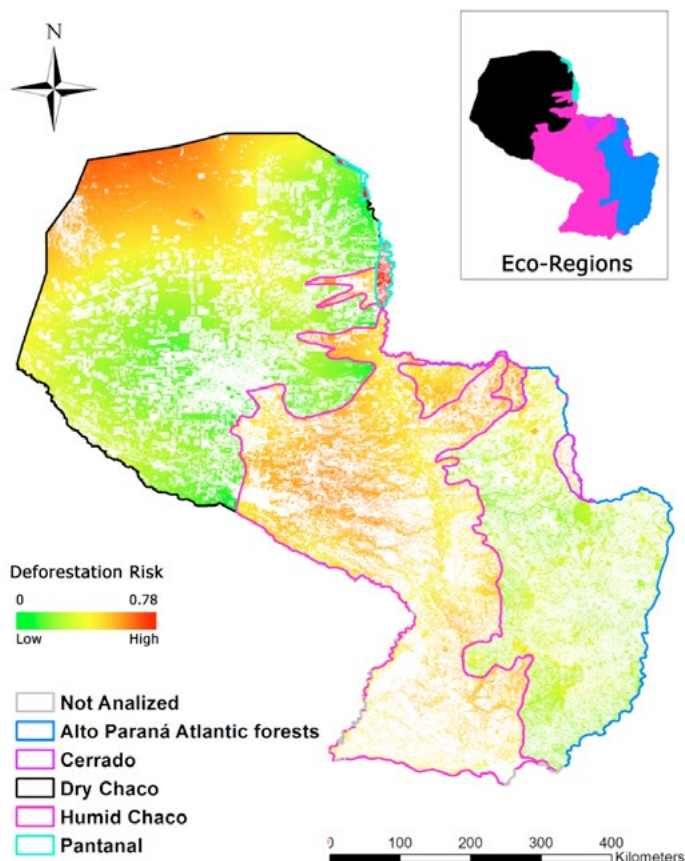 N
Eco-Regions
Deforestation Risk
0 0.78
Low High
Not Analized
Alto Paraná Atlantic forests
Cerrado
Dry Chaco
Humid Chaco
Pantanal
0 100 200 300 400
Kilometers